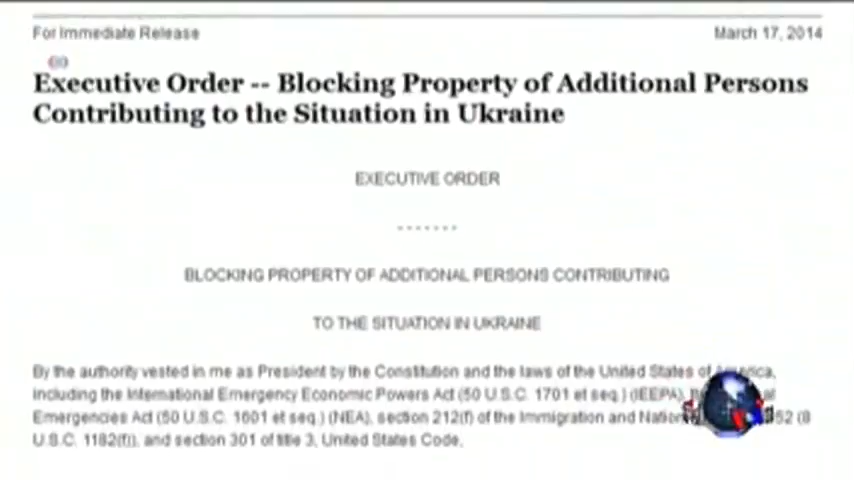 For Immediate Release
March 17, 2014
Executive Order -- Blocking Property of Additional Persons
Contributing to the Situation in Ukraine
EXECUTIVE ORDER
- - - - - - -
BLOCKING PROPERTY OF ADDITIONAL PERSONS CONTRIBUTING
TO THE SITUATION IN UKRAINE
By the authority vested in me as President by the Constitution and the laws of the United States of
including the International Emergency Economic Powers Act (50 U.S.C. 1701 et seq.) (IEEPA),
Emergencies Act (50 U.S.C. 1601 et seq.) (NEA), section 212(f) of the Immigration and (8
U.S.C. 1182(f)), and section 301 of title 3, United States Code,